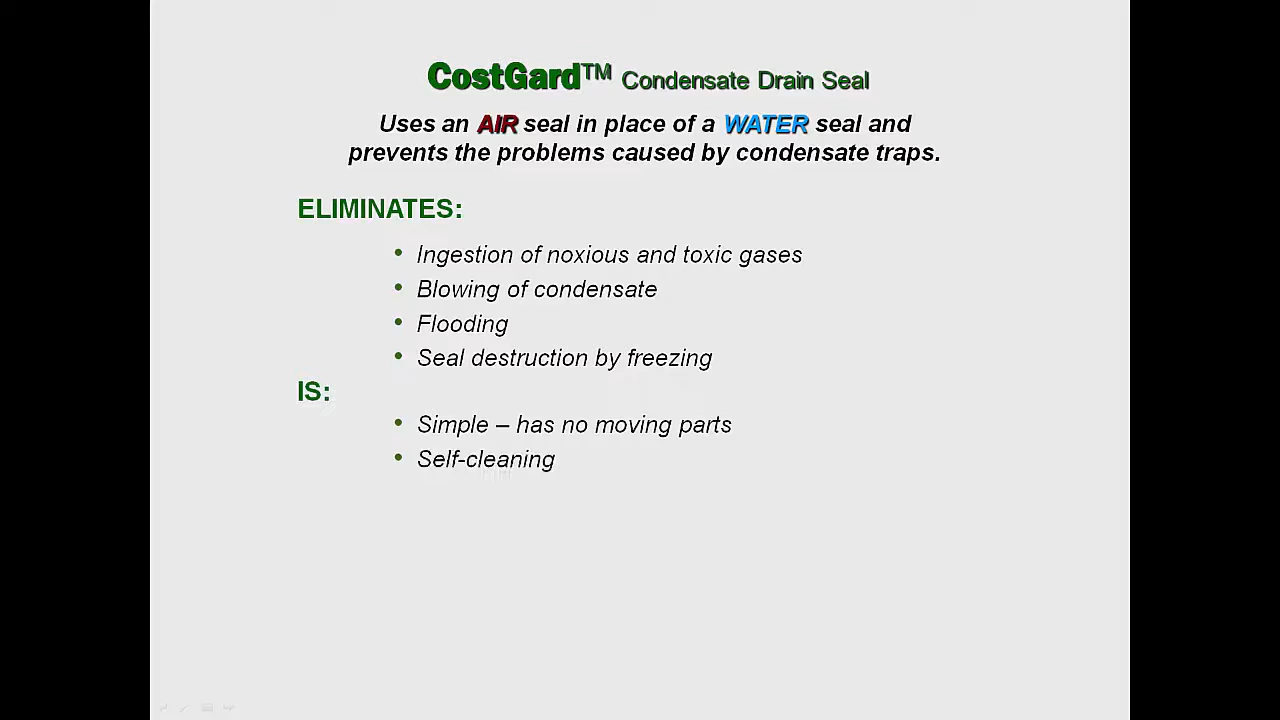 CostGard™ Condensate Drain Seal
Uses an AIR seal in place of a WATER seal and
prevents the problems caused by condensate traps.
ELIMINATES:
• Ingestion of noxious and toxic gases
• Blowing of condensate
• Flooding
• Seal destruction by freezing
IS:
• Simple – has no moving parts
• Self-cleaning